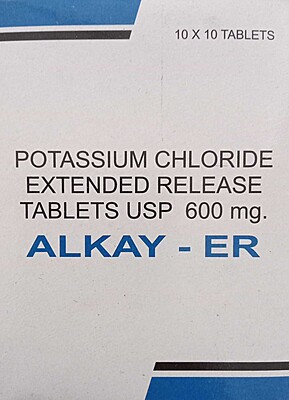 10 X 10 TABLETS
POTASSIUM CHLORIDE
EXTENDED RELEASE
TABLETS USP 600 mg.
ALKAY - ER